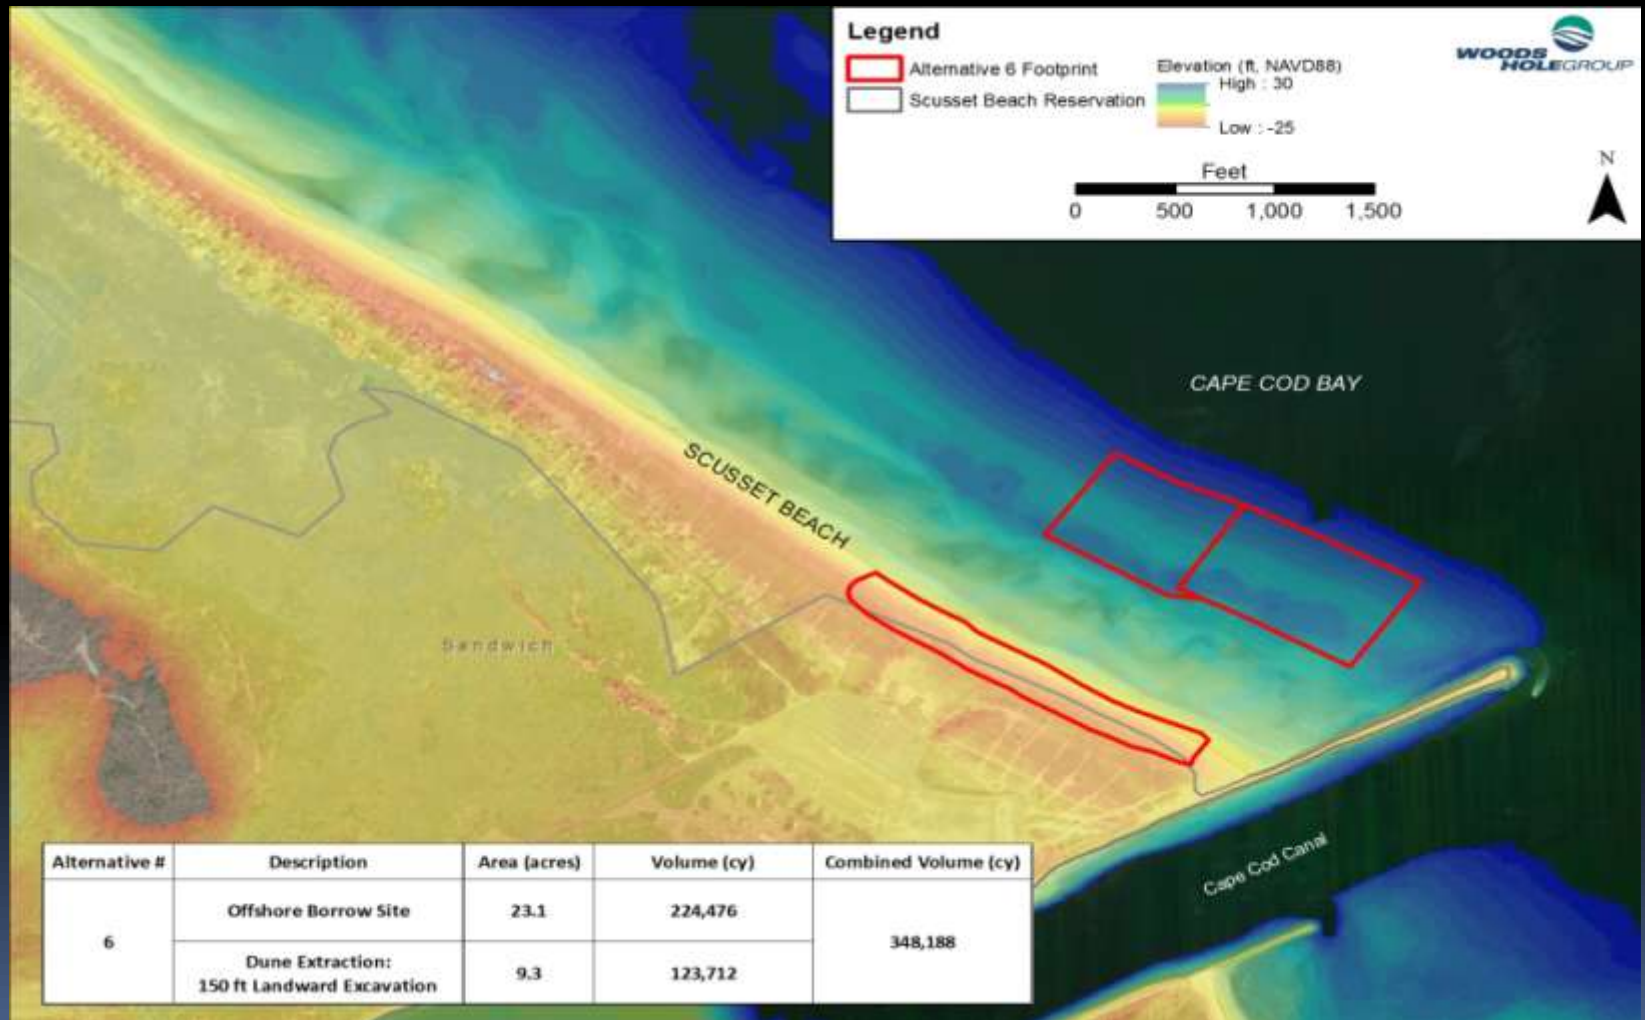 Legend
Alternative 6 Footprint
Scusset Beach Reservation
Elevation (ft, NAVD88)
High : 30
Low : -25
WOODS
HOLEGROUP
Feet
0 500 1,000 1,500
N
CAPE COD BAY
SCUSSET BEACH
Sandwich
Cape Cod Canal
Alternative # Description Area (acres) Volume (cy) Combined Volume (cy)
6 Offshore Borrow Site 23.1 224,476 348,188
Dune Extraction:
150 ft Landward Excavation 9.3 123,712